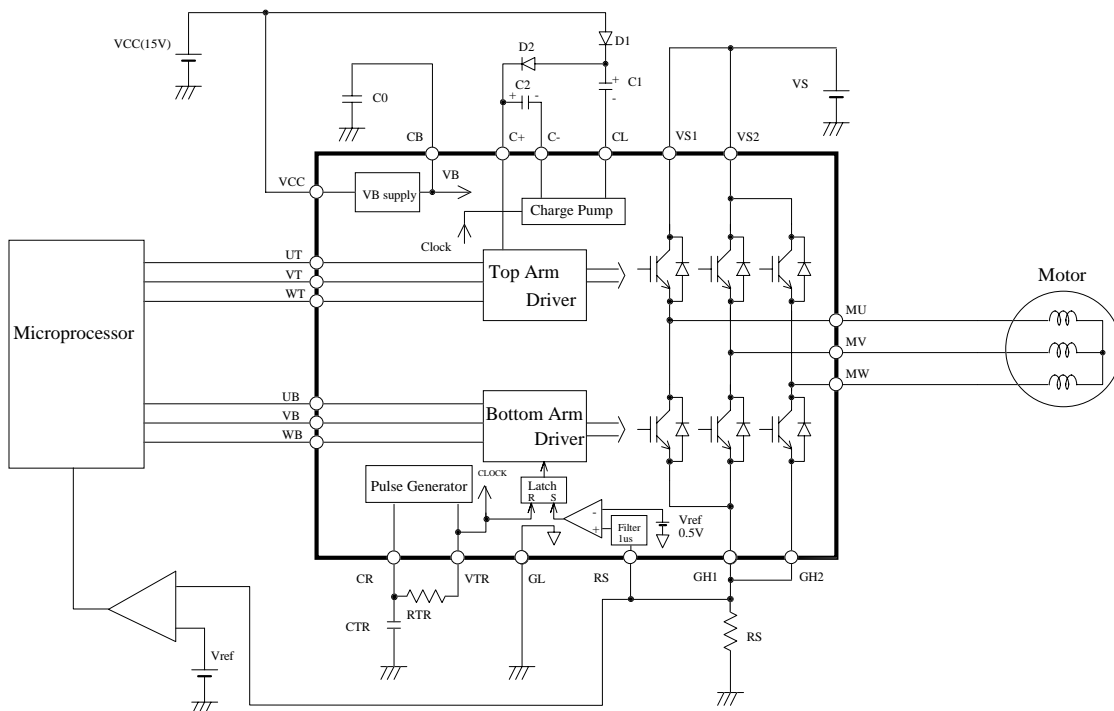 VCC(15V)
D1
D2
C2
+
-
+
C1
-
C0
VS
CB
C+
C-
CL
VS1
VS2
VCC
VB supply
VB
Charge Pump
Clock
UT
VT
WT
Top Arm
Driver
Motor
Microprocessor
MU
MV
MW
UB
VB
WB
Bottom Arm
Driver
CLOCK
Pulse Generator
Latch
R S
-
+
Filter
1us
Vref
0.5V
CR
VTR
GL
RS
GH1
GH2
RTR
CTR
RS
Vref